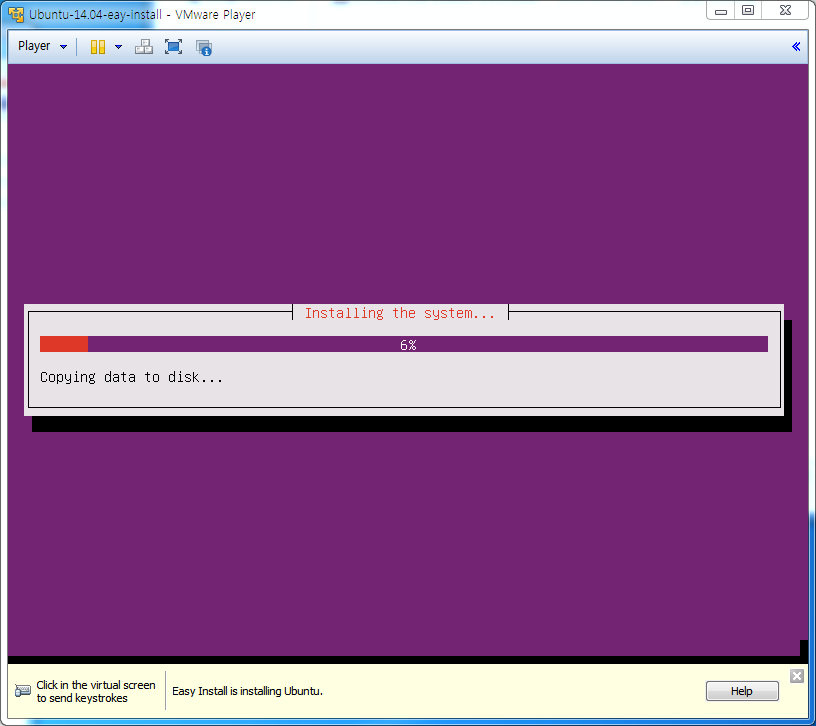 Ubuntu-14.04-eay-install - VMware Player
Player
Installing the system...
6%
Copying data to disk...
Click in the virtual screen
to send keystrokes
Easy Install is installing Ubuntu.
Help